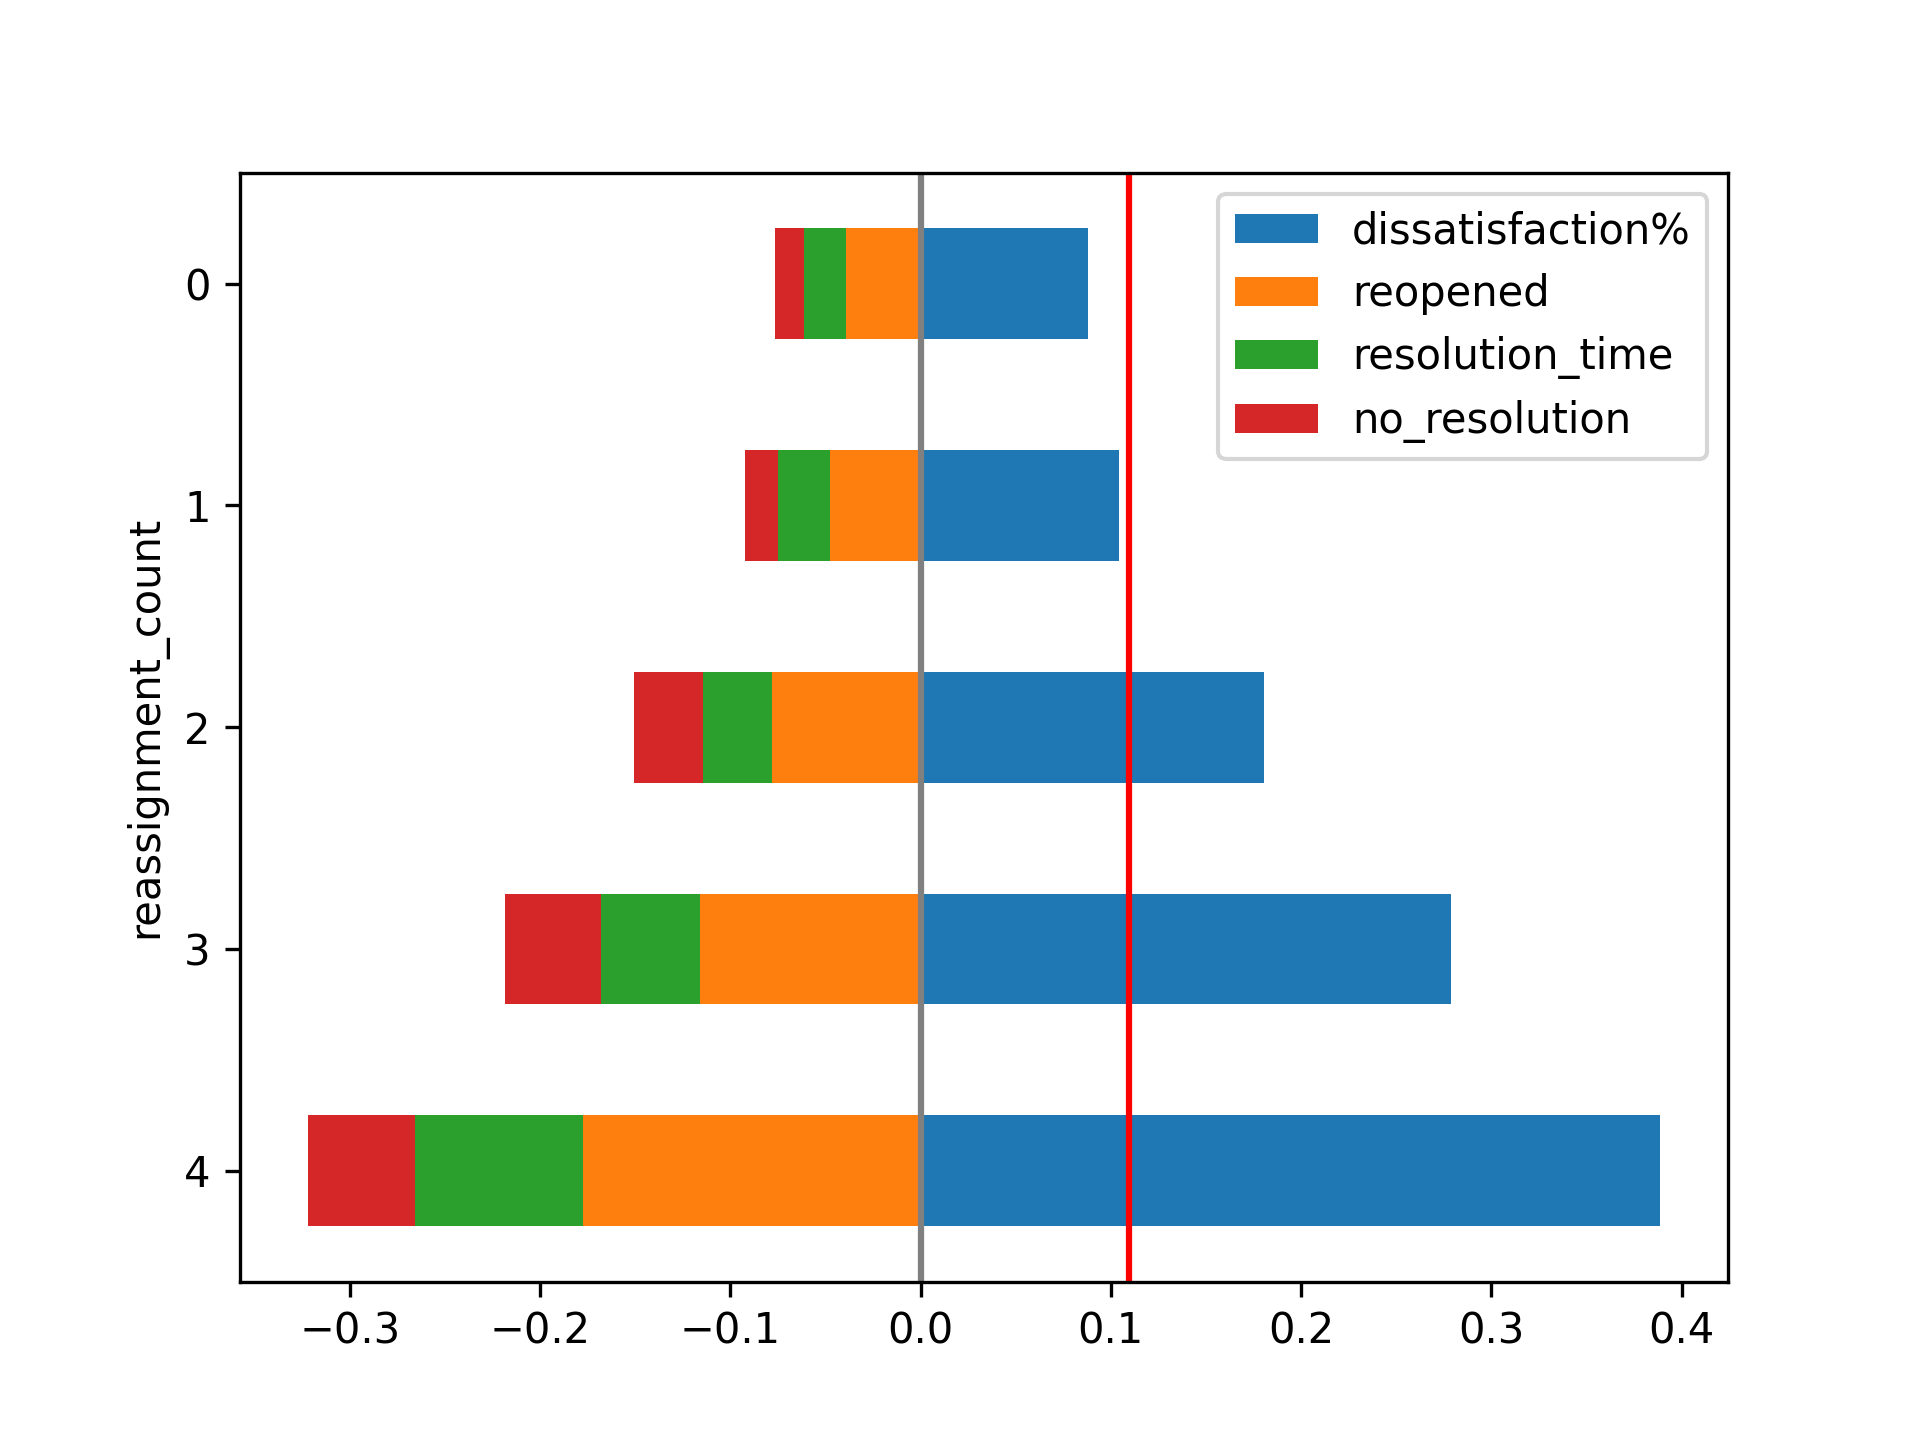 dissatisfaction%
reopened
resolution_time
no_resolution
reassignment_count
0
1
2
3
4
−0.3
−0.2
−0.1
0.0
0.1
0.2
0.3
0.4